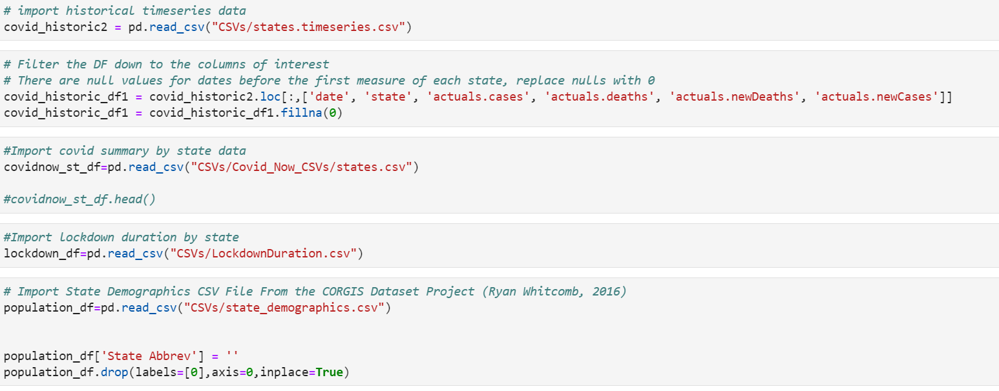 # import historical timeseries data
covid_historic2 = pd.read_csv("CSVs/states.timeseries.csv")
# Filter the DF down to the columns of interest
# There are null values for dates before the first measure of each state, replace nulls with 0
covid_historic_df1 = covid_historic2.loc[:,['date', 'state', 'actuals.cases', 'actuals.deaths', 'actuals.newDeaths', 'actuals.newCases']]
covid_historic_df1 = covid_historic_df1.fillna(0)
#Import covid summary by state data
covidnow_st_df=pd.read_csv("CSVs/Covid_Now_CSVs/states.csv")
#covidnow_st_df.head()
#Import lockdown duration by state
lockdown_df=pd.read_csv("CSVs/LockdownDuration.csv")
# Import State Demographics CSV File From the CORGIS Dataset Project (Ryan Whitcomb, 2016)
population_df=pd.read_csv("CSVs/state_demographics.csv")
population_df['State Abbrev'] = ''
population_df.drop(labels=[0],axis=0,inplace=True)